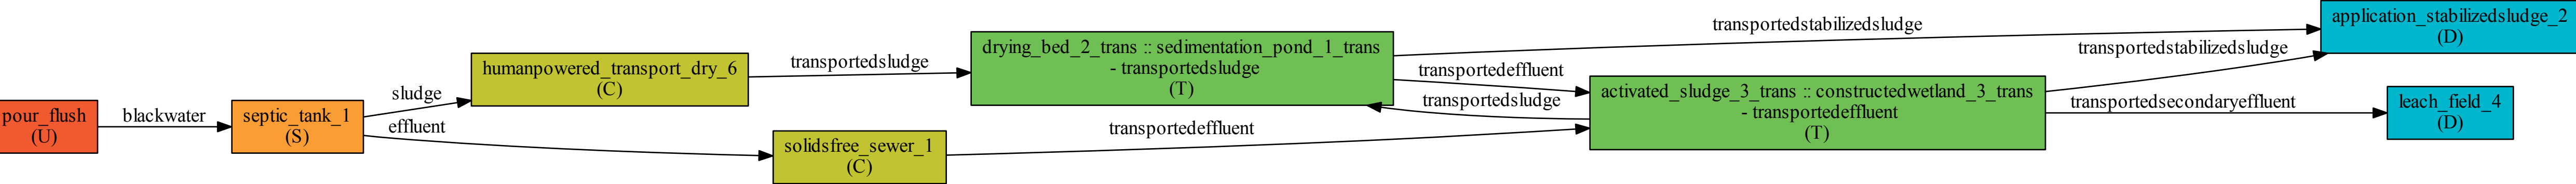 pour_flush
(U)
blackwater
septic_tank_1
(S)
sludge
effluent
humanpowered_transport_dry_6
(C)
solidsfree_sewer_1
(C)
transportedsludge
transportedeffluent
drying_bed_2_trans :: sedimentation_pond_1_trans
- transportedsludge
(T)
transportedstabilizedsludge
transportedeffluent
transportedsludge
activated_sludge_3_trans :: constructedwetland_3_trans
- transportedeffluent
(T)
transportedstabilizedsludge
transportedsecondaryeffluent
application_stabilizedsludge_2
(D)
leach_field_4
(D)